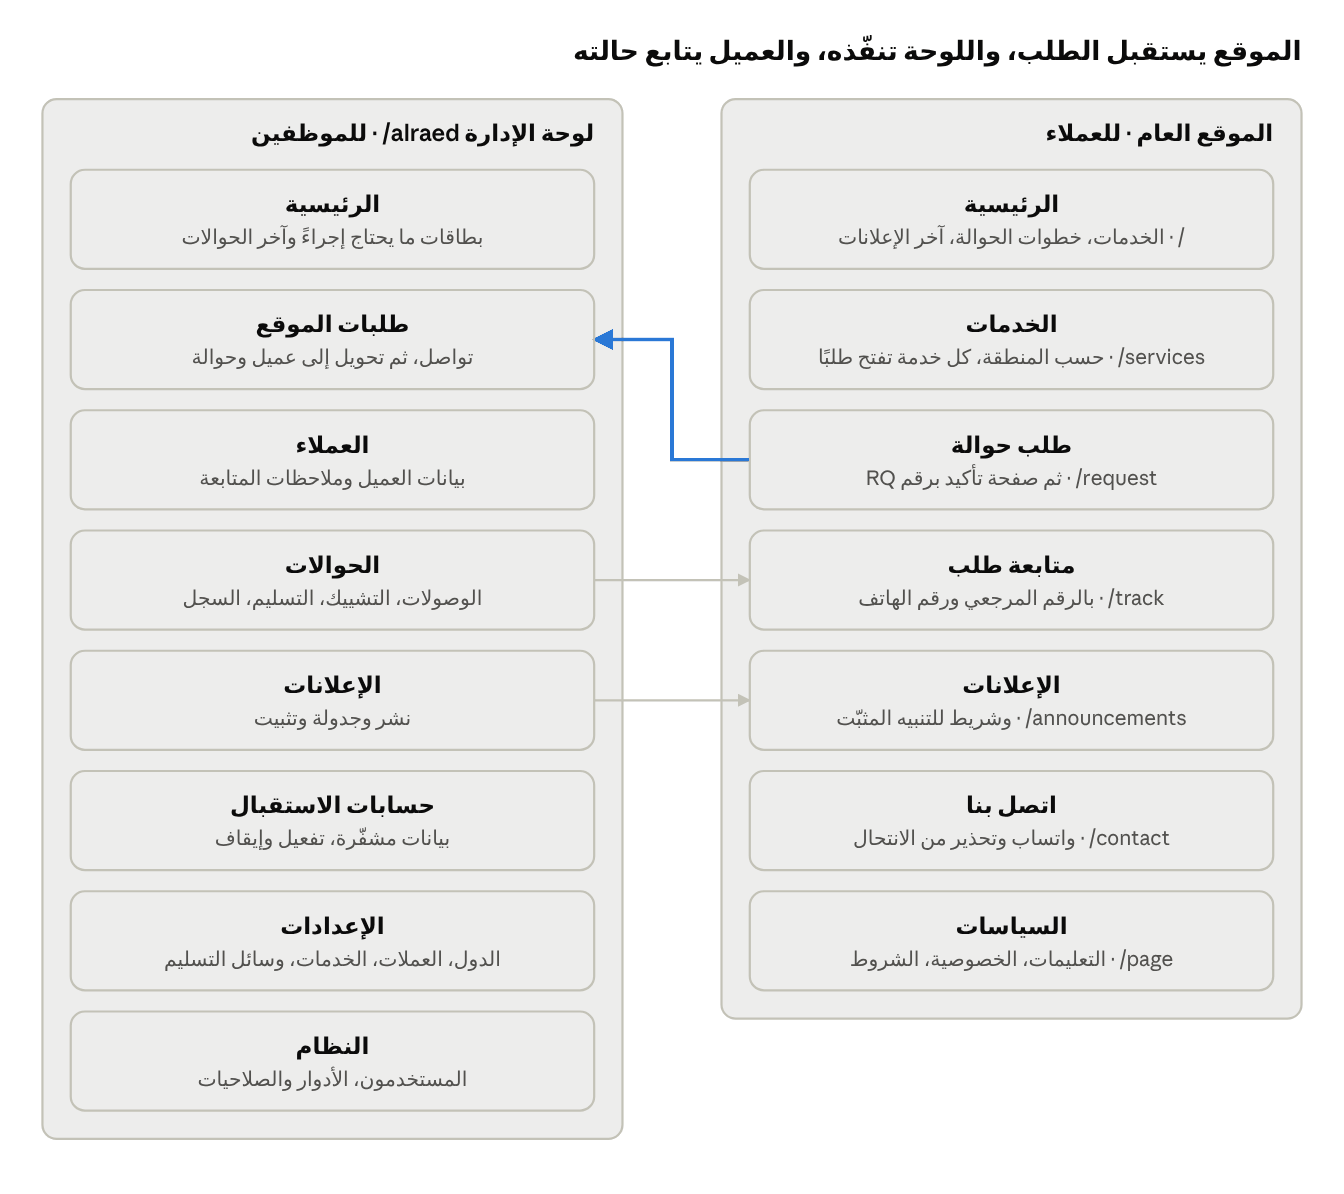 الموقع يستقبل الطلب، واللوحة تنفّذه، والعميل يتابع حالته
الموقع العام · للعملاء
الرئيسية
/ · الخدمات، خطوات الحوالة، آخر الإعلانات
الخدمات
/services · حسب المنطقة، كل خدمة تفتح طلبًا
طلب حوالة
/request · ثم صفحة تأكيد برقم RQ
متابعة طلب
/track · بالرقم المرجعي ورقم الهاتف
الإعلانات
/announcements · وشريط للتنبيه المثبّت
اتصل بنا
/contact · واتساب وتحذير من الانتحال
السياسات
/page · التعليمات، الخصوصية، الشروط
لوحة الإدارة alraed/ · للموظفين
الرئيسية
بطاقات ما يحتاج إجراءً وآخر الحوالات
طلبات الموقع
تواصل، ثم تحويل إلى عميل وحوالة
العملاء
بيانات العميل وملاحظات المتابعة
الحوالات
الوصولات، التشييك، التسليم، السجل
الإعلانات
نشر وجدولة وتثبيت
حسابات الاستقبال
بيانات مشفّرة، تفعيل وإيقاف
الإعدادات
الدول، العملات، الخدمات، وسائل التسليم
النظام
المستخدمون، الأدوار والصلاحيات